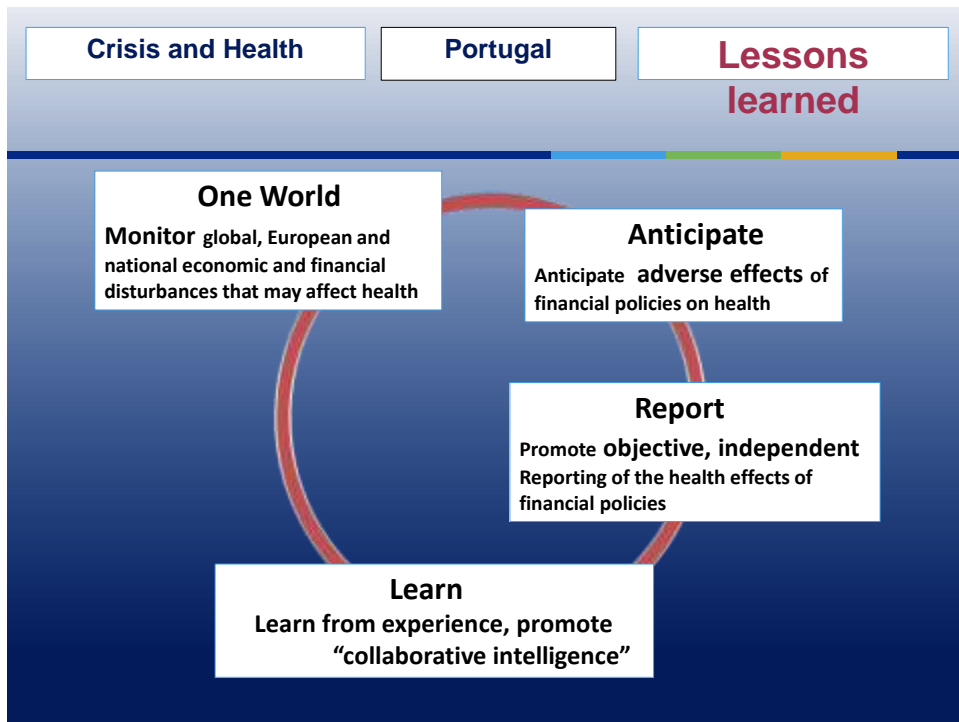 Crisis and Health
Portugal
Lessons
learned
One World
Monitor global, European and
national economic and financial
disturbances that may affect health
Anticipate
Anticipate adverse effects of
financial policies on health
Report
Promote objective, independent
Reporting of the health effects of
financial policies
Learn
Learn from experience, promote
“collaborative intelligence”